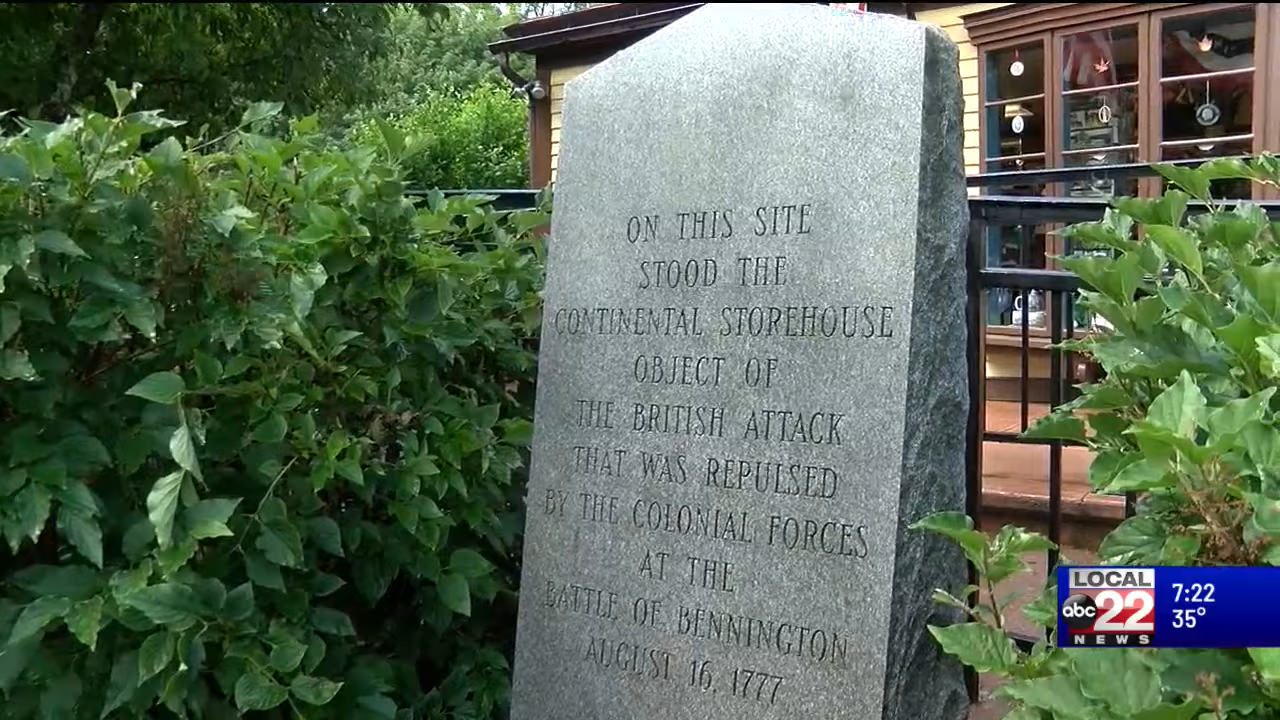 ON THIS SITE
STOOD THE
CONTINENTAL STOREHOUSE
OBJECT OF
THE BRITISH ATTACK
THAT WAS REPULSED
BY THE COLONIAL FORCES
AT THE
BATTLE OF BENNINGTON
AUGUST 16, 1777
LOCAL
abc 22
NEWS
7:22
35°